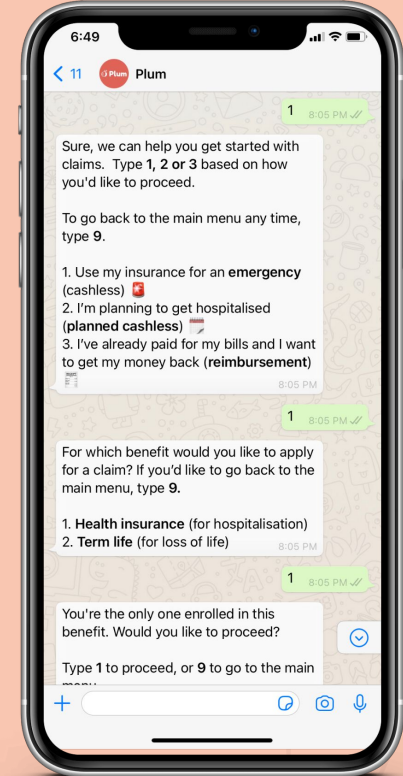 6:49
11 Plum Plum
1 8:05 PM
Sure, we can help you get started with
claims. Type 1, 2 or 3 based on how
you'd like to proceed.
To go back to the main menu any time,
type 9.
1. Use my insurance for an emergency
(cashless)
2. I'm planning to get hospitalised
(planned cashless)
3. I've already paid for my bills and I want
to get my money back (reimbursement)
8:05 PM
1 8:05 PM
For which benefit would you like to apply
for a claim? If you'd like to go back to the
main menu, type 9.
1. Health insurance (for hospitalisation)
2. Term life (for loss of life)
8:05 PM
1 8:05 PM
You're the only one enrolled in this
benefit. Would you like to proceed?
Type 1 to proceed, or 9 to go to the main
menu